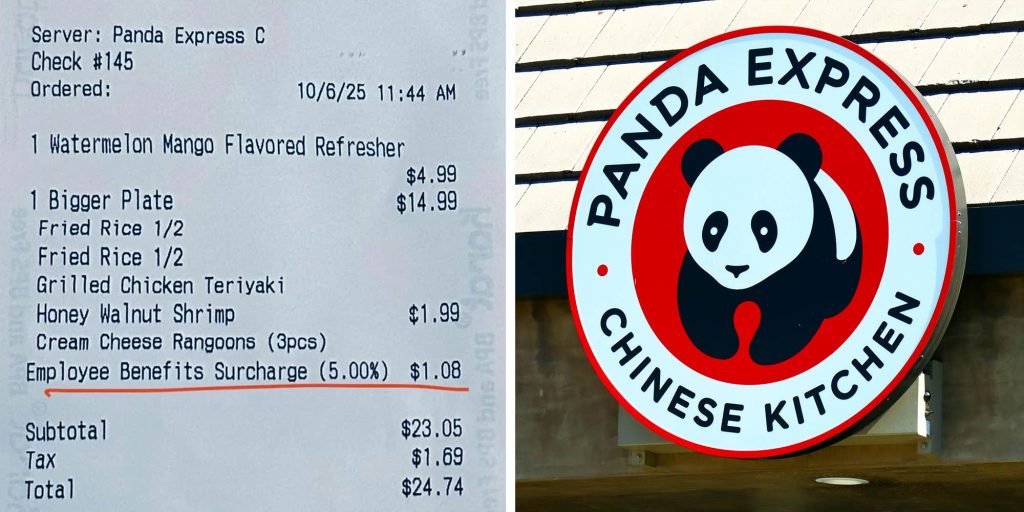 Server: Panda Express C
Check #145
Ordered: 10/6/25 11:44 AM
1 Watermelon Mango Flavored Refresher
$4.99
1 Bigger Plate $14.99
Fried Rice 1/2
Fried Rice 1/2
Grilled Chicken Teriyaki
Honey Walnut Shrimp $1.99
Cream Cheese Rangoons (3pcs)
Employee Benefits Surcharge (5.00%) $1.08
Subtotal $23.05
Tax $1.69
Total $24.74
PANDA EXPRESS
CHINESE KITCHEN